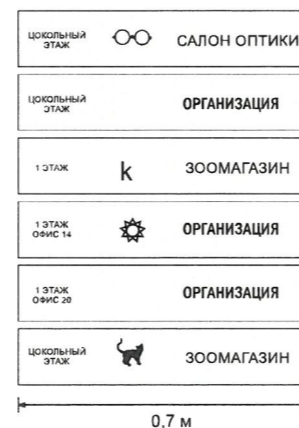 ЦОКОЛЬНЫЙ
ЭТАЖ
САЛОН ОПТИКИ
ЦОКОЛЬНЫЙ
ЭТАЖ
ОРГАНИЗАЦИЯ
1 ЭТАЖ
k
ЗООМАГАЗИН
1 ЭТАЖ
ОФИС 14
ОРГАНИЗАЦИЯ
1 ЭТАЖ
ОФИС 20
ОРГАНИЗАЦИЯ
ЦОКОЛЬНЫЙ
ЭТАЖ
ЗООМАГАЗИН
0,7 м